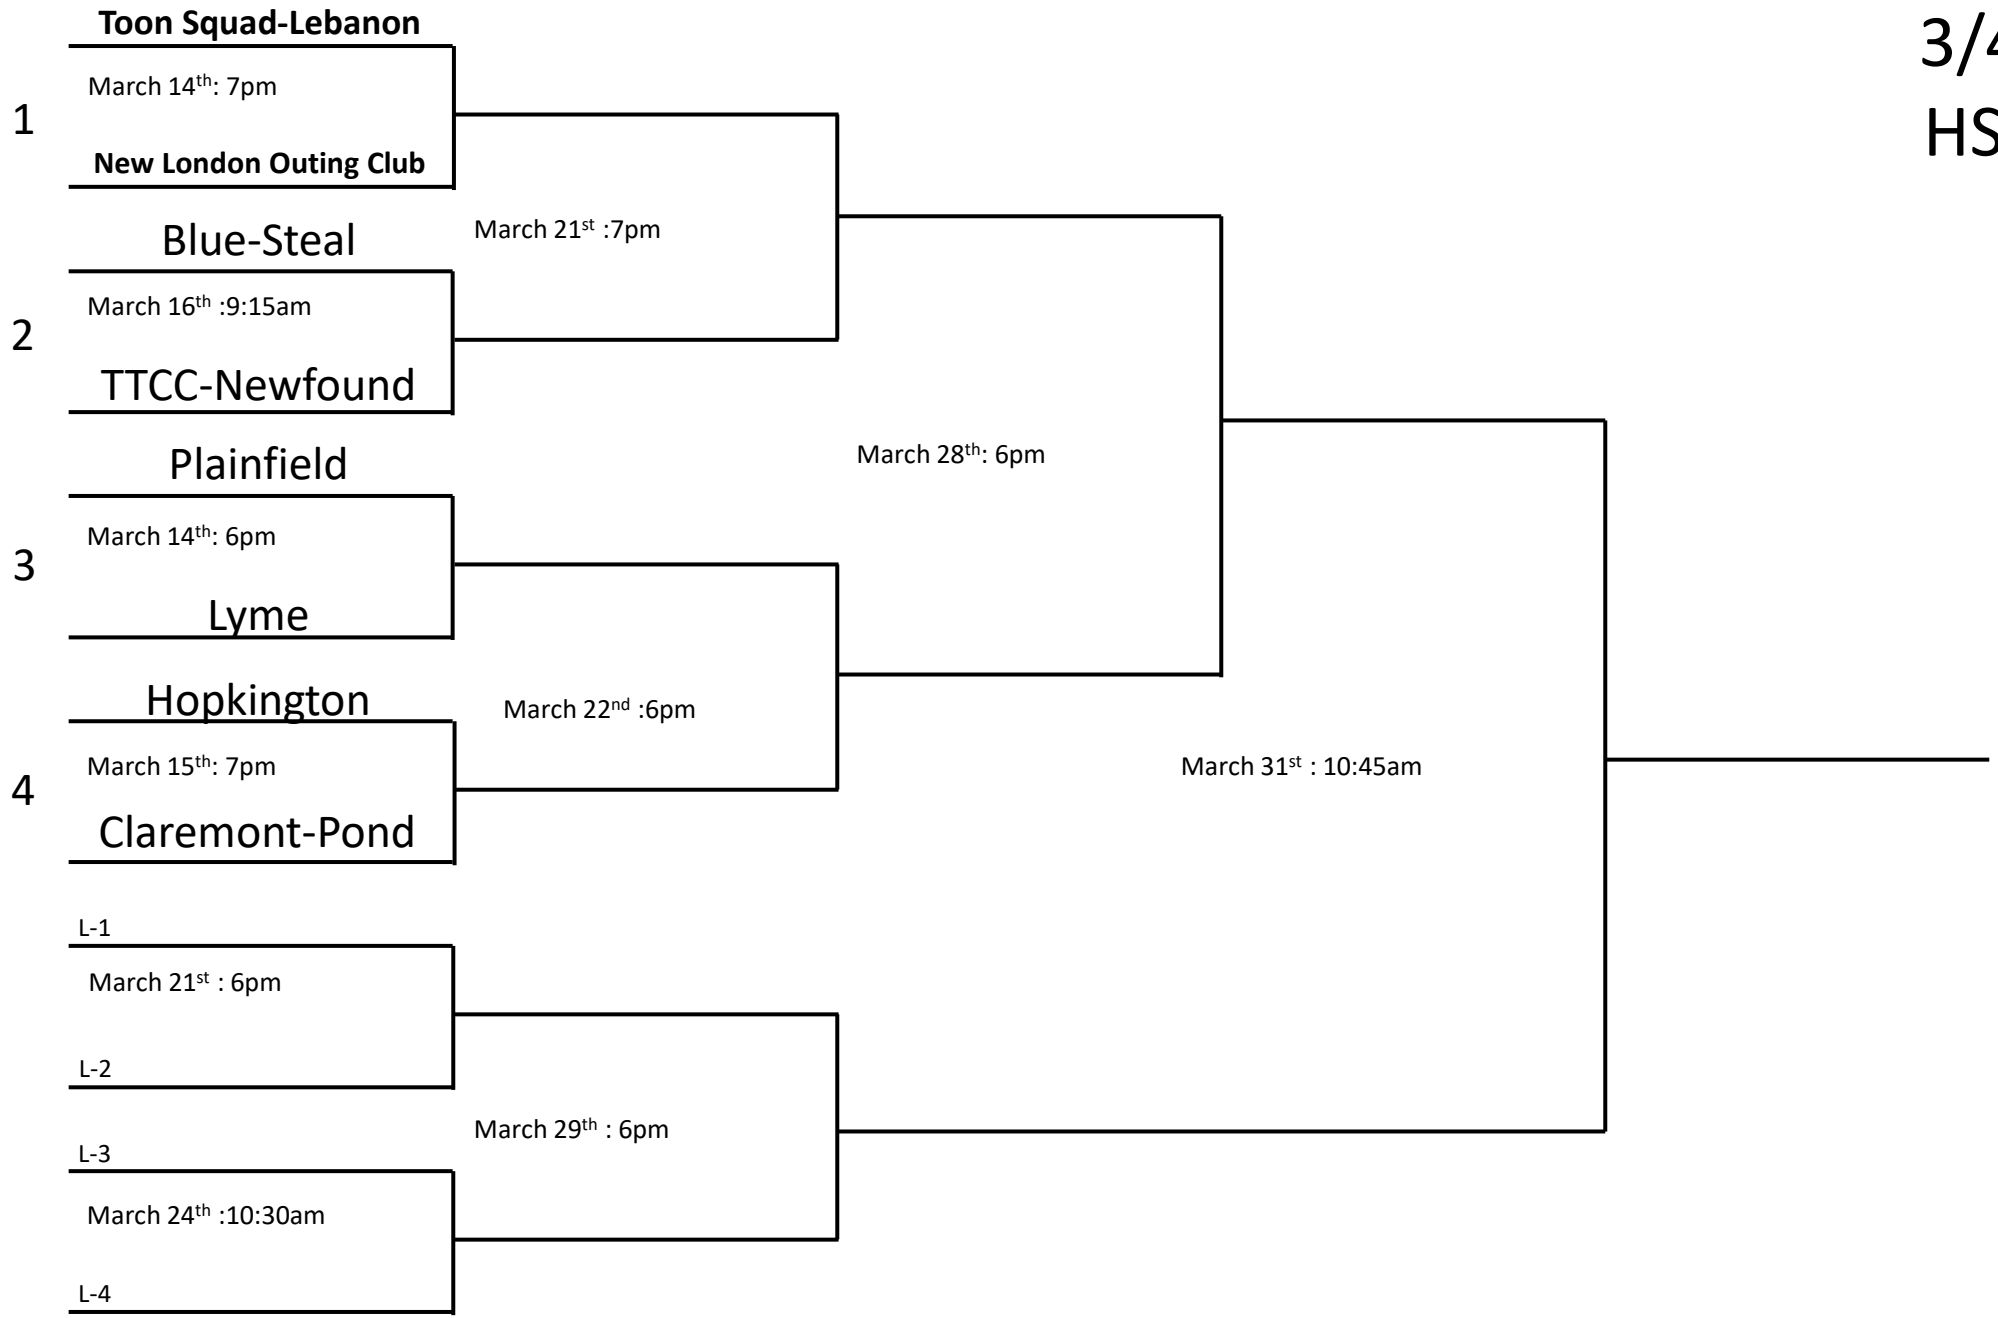 Toon Squad-Lebanon
3/4
HS
March 14th: 7pm
1
New London Outing Club
March 21st :7pm
Blue-Steal
March 16th :9:15am
2
TTCC-Newfound
Plainfield
March 28th: 6pm
March 14th: 6pm
3
Lyme
Hopkington
March 22nd :6pm
March 15th: 7pm
March 31st : 10:45am
4
Claremont-Pond
L-1
March 21st : 6pm
L-2
March 29th : 6pm
L-3
March 24th :10:30am
L-4